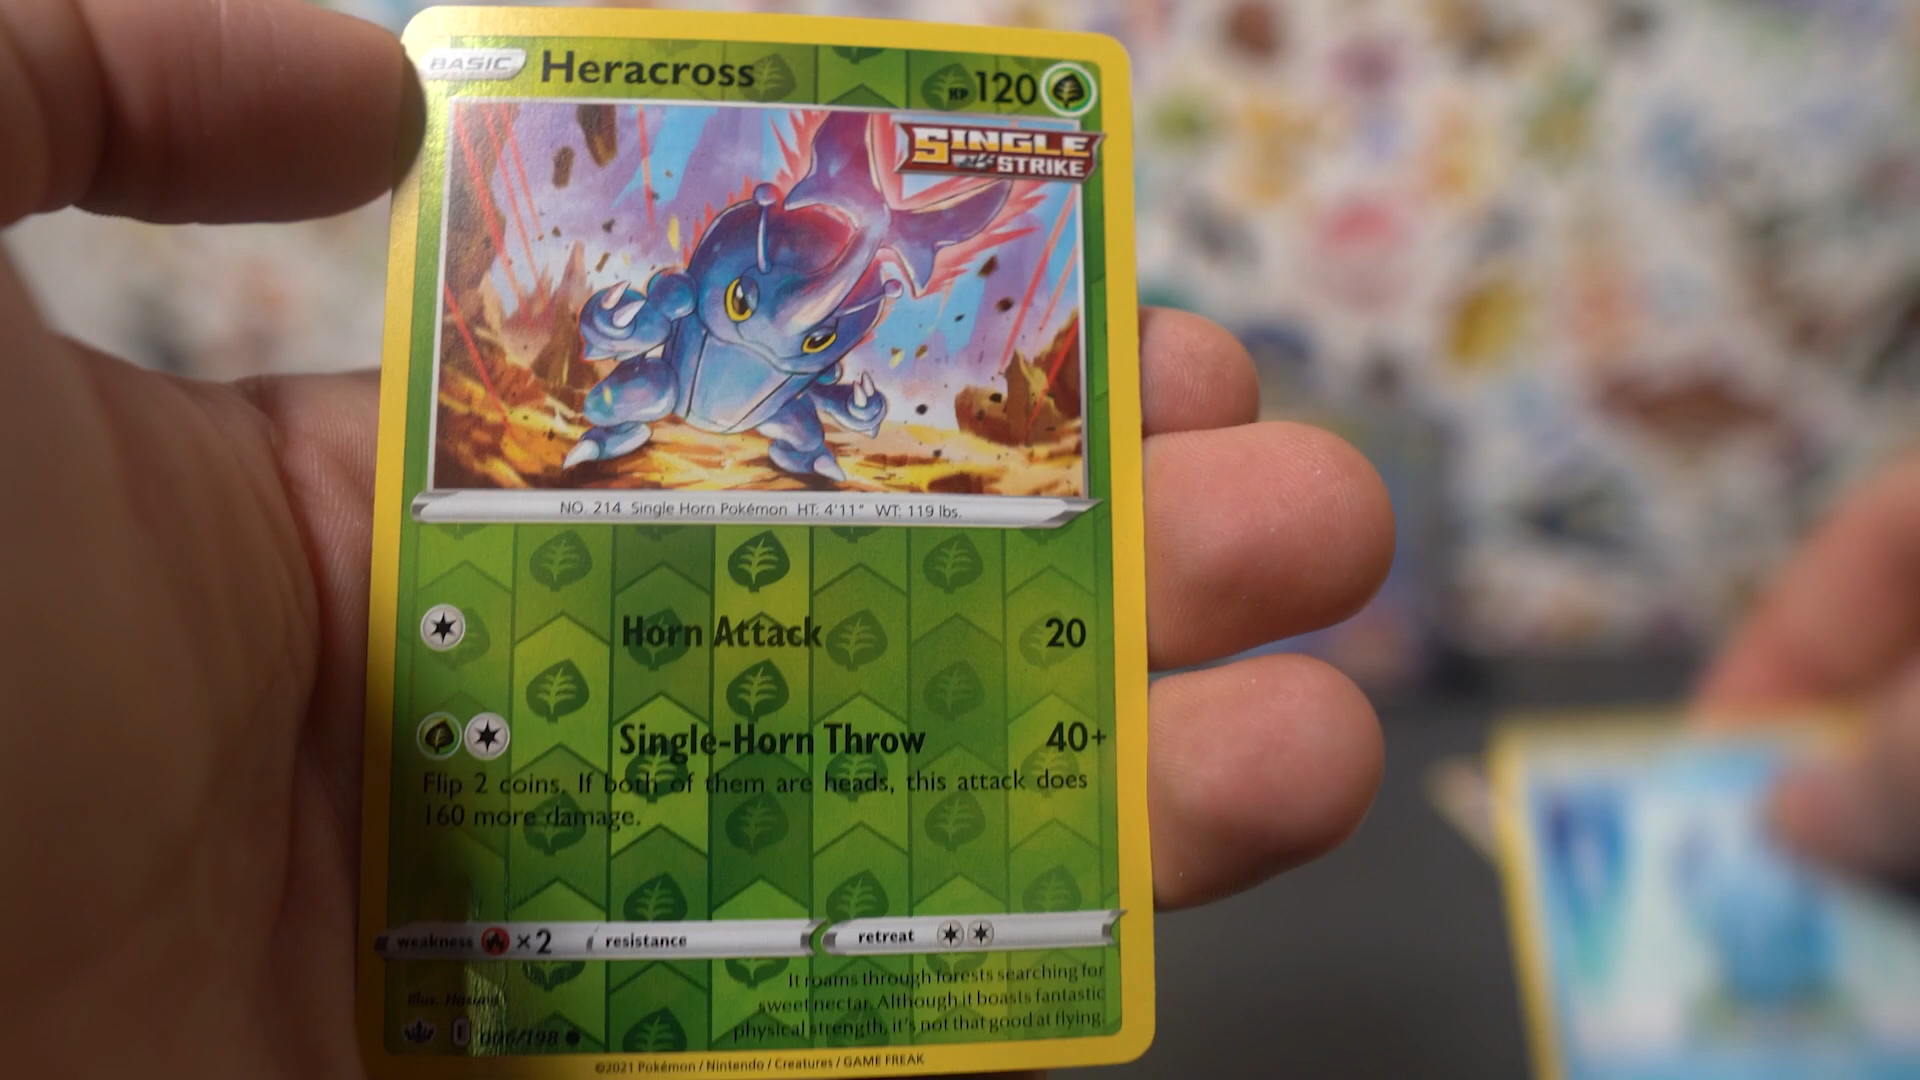 BASIC Heracross HP 120
SINGLE
STRIKE
NO. 214 Single Horn Pokémon HT: 4'11" WT: 119 lbs.
Horn Attack 20
Single-Horn Throw 40+
Flip 2 coins. If both of them are heads, this attack does
160 more damage.
weakness ×2 resistance retreat
It roams through forests searching for
sweet nectar. Although it boasts fantastic
physical strength, it's not that good at flying.
Illus.
E 006/198
©2021 Pokémon / Nintendo / Creatures / GAME FREAK